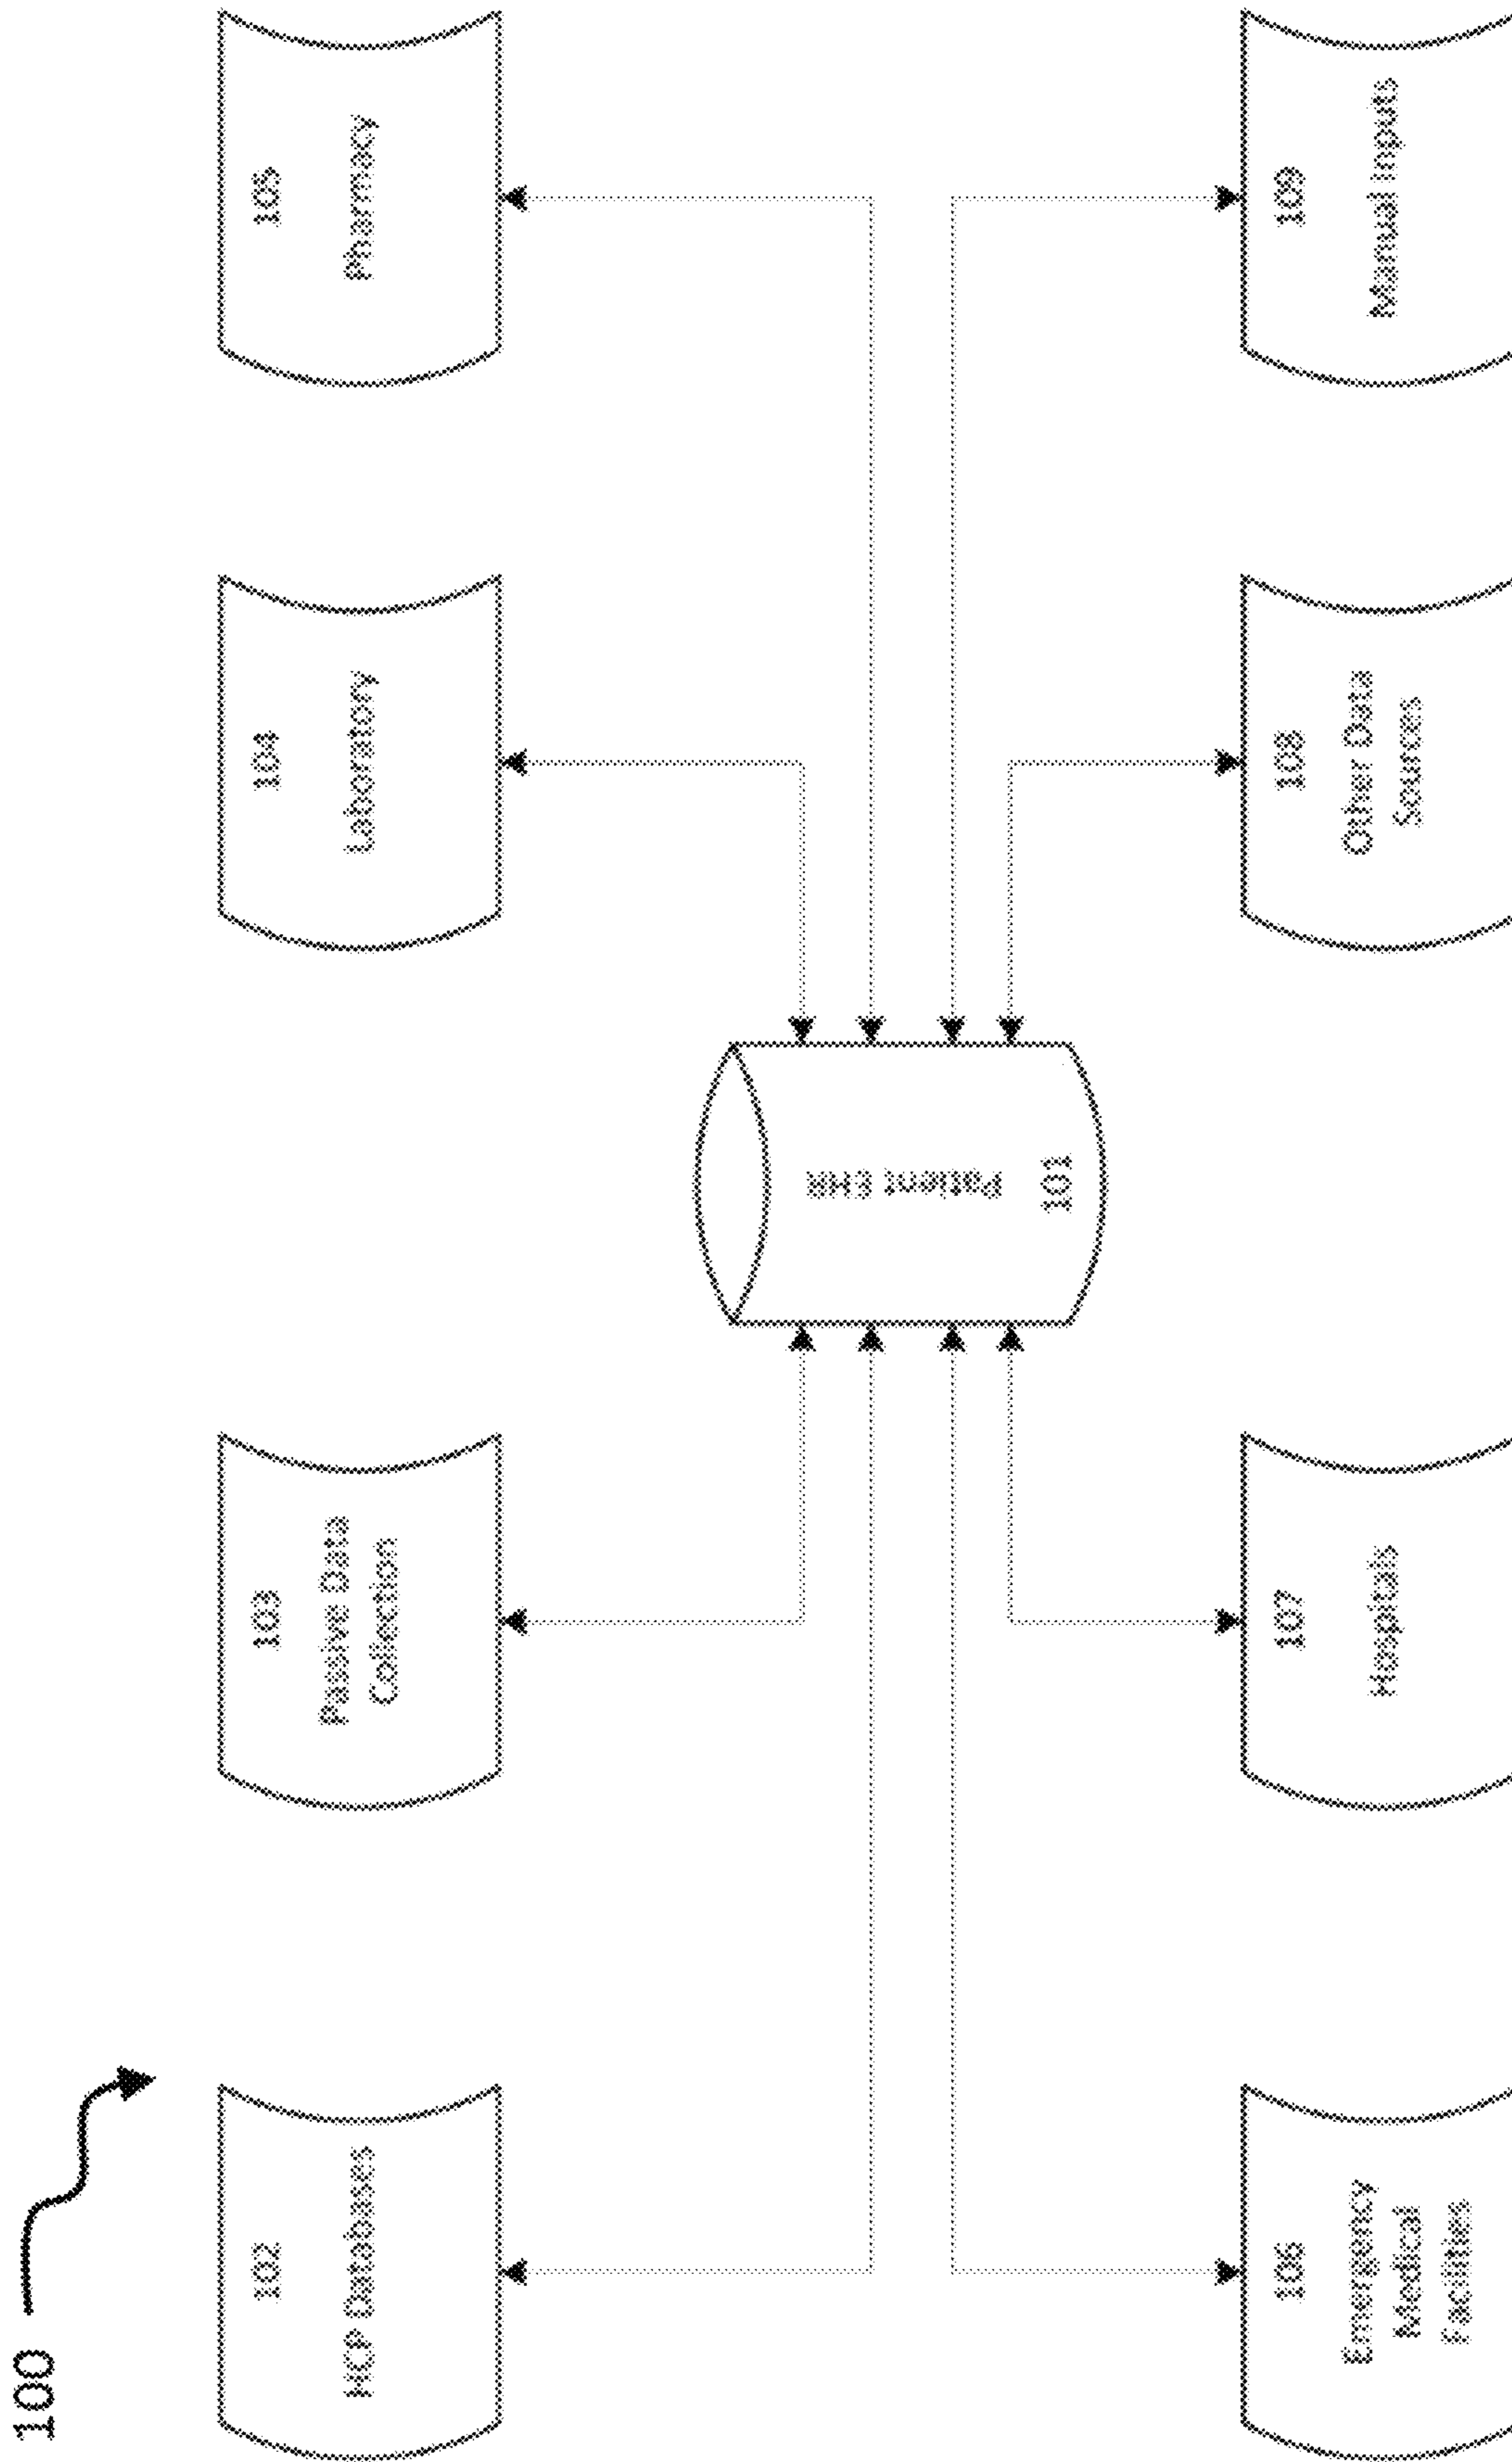 100
102
HCP Databases
103
Passive Data
Collection
104
Laboratory
105
Pharmacy
Patient EHR
101
106
Emergency
Medical
Facilities
107
Hospitals
108
Other Data
Sources
109
Manual Inputs